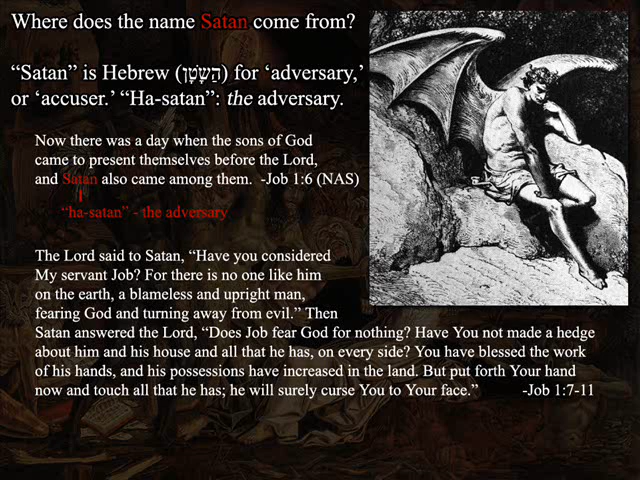 Where does the name Satan come from?
“Satan” is Hebrew (הַשָּׂטָן) for ‘adversary,’
or ‘accuser.’ “Ha-satan”: the adversary.
Now there was a day when the sons of God
came to present themselves before the Lord,
and Satan also came among them. -Job 1:6 (NAS)
“ha-satan” - the adversary
The Lord said to Satan, “Have you considered
My servant Job? For there is no one like him
on the earth, a blameless and upright man,
fearing God and turning away from evil.” Then
Satan answered the Lord, “Does Job fear God for nothing? Have You not made a hedge
about him and his house and all that he has, on every side? You have blessed the work
of his hands, and his possessions have increased in the land. But put forth Your hand
now and touch all that he has; he will surely curse You to Your face.” -Job 1:7-11